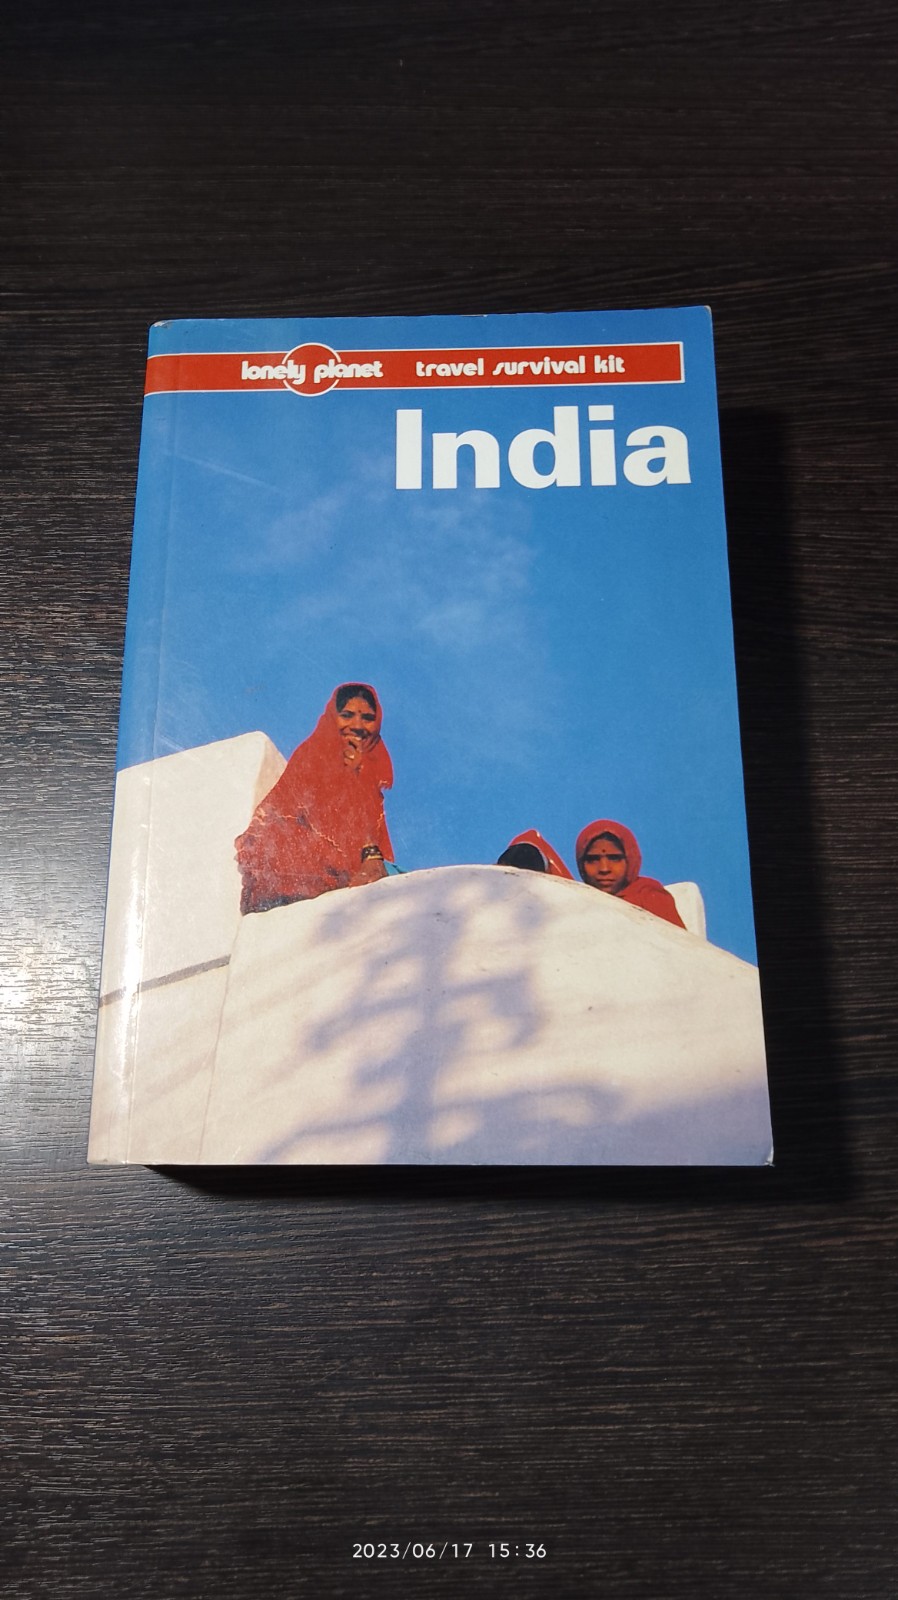 lonely planet travel survival kit
India
2023/06/17 15:36